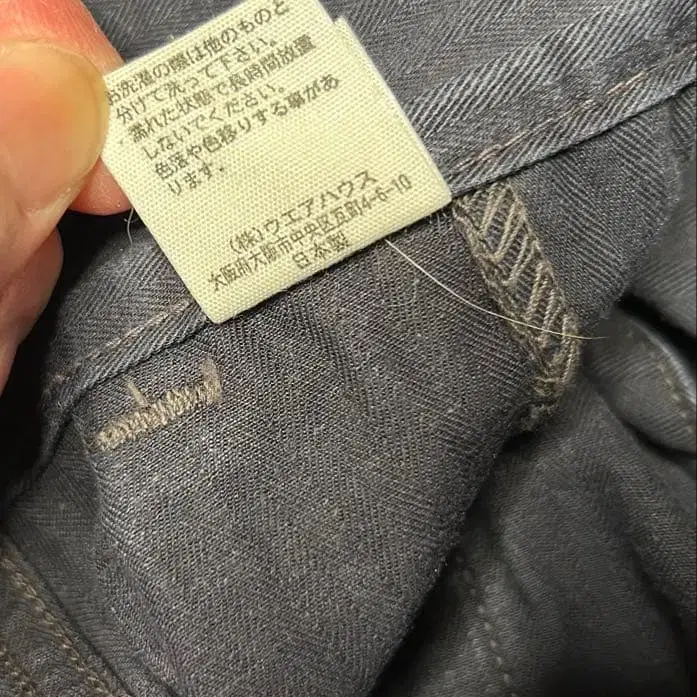 お洗濯の際は他のものと
分けて洗って下さい。
濡れた状態で長時間放置
しないでください。
色落や色移りする事があ
ります。
(株)ウエアハウス
大阪府大阪市中央区瓦町4-6-10
日本製